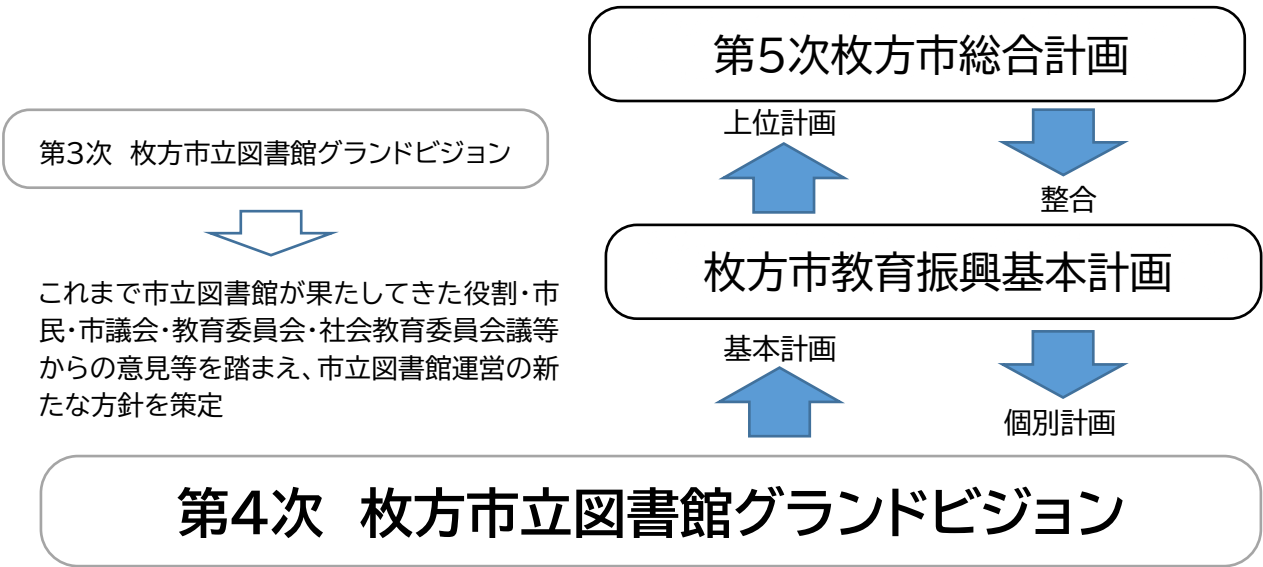 第5次枚方市総合計画
上位計画
整合
第3次 枚方市立図書館グランドビジョン
枚方市教育振興基本計画
これまで市立図書館が果たしてきた役割・市
民・市議会・教育委員会・社会教育委員会議等
からの意見等を踏まえ、市立図書館運営の新
たな方針を策定
基本計画
個別計画
第4次 枚方市立図書館グランドビジョン